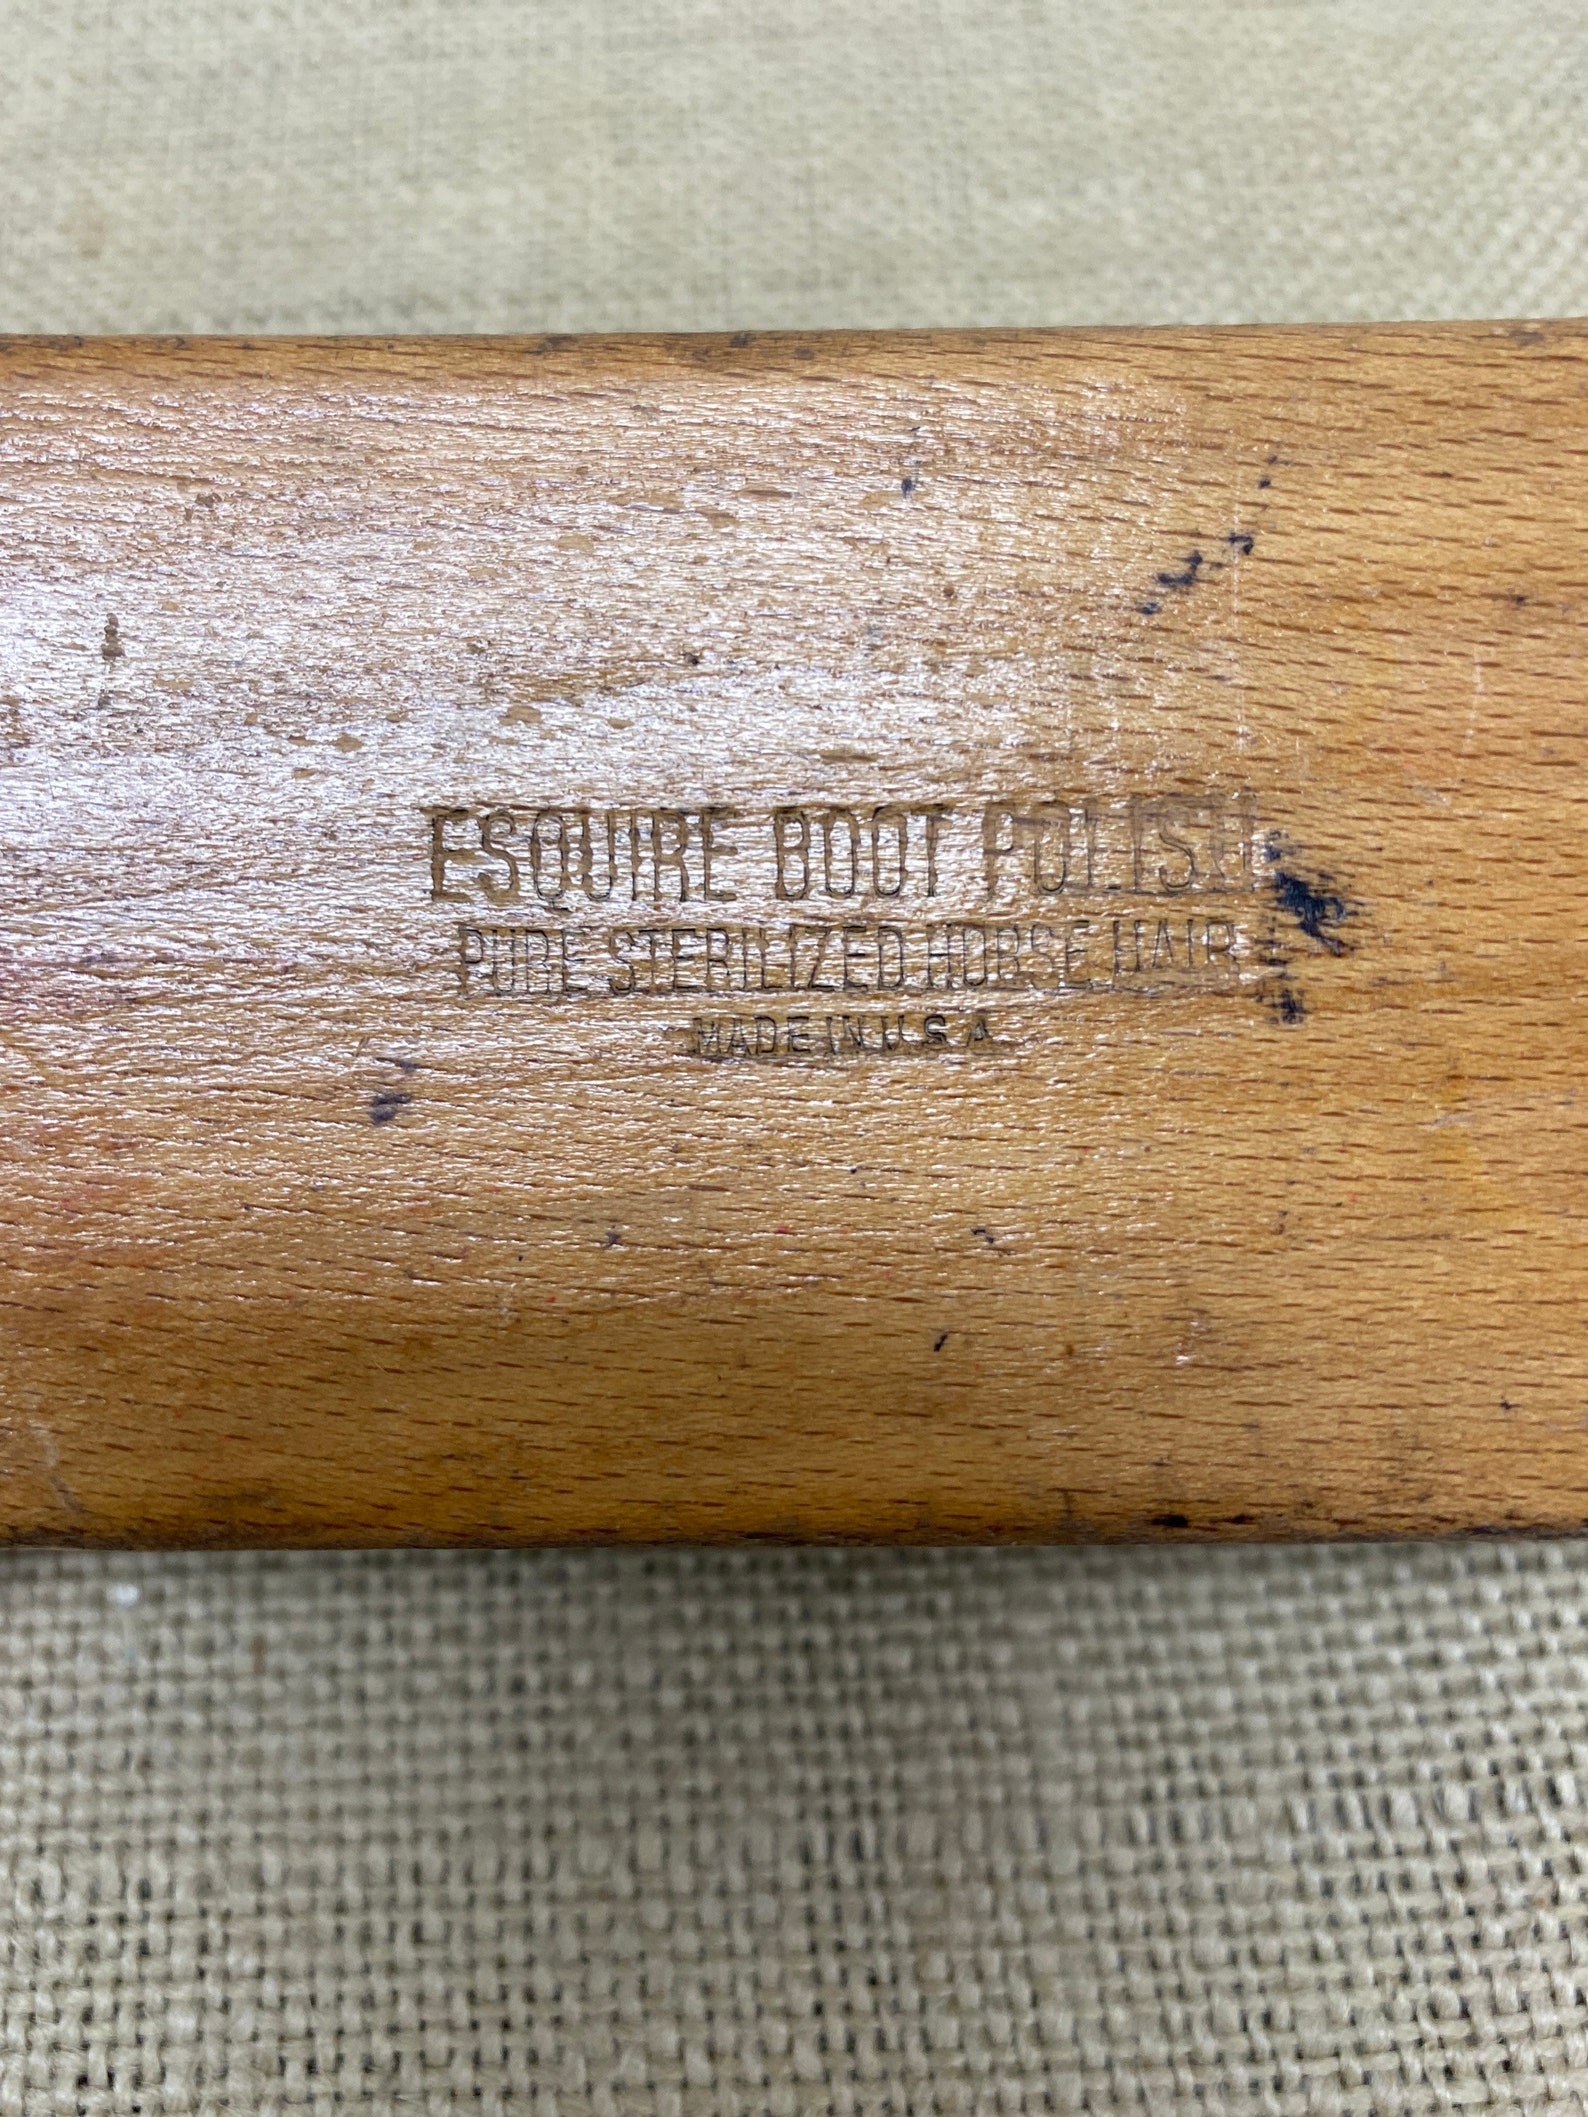 ESQUIRE BOOT POLISH
PURE STERILIZED HORSE HAIR
MADE IN U.S.A